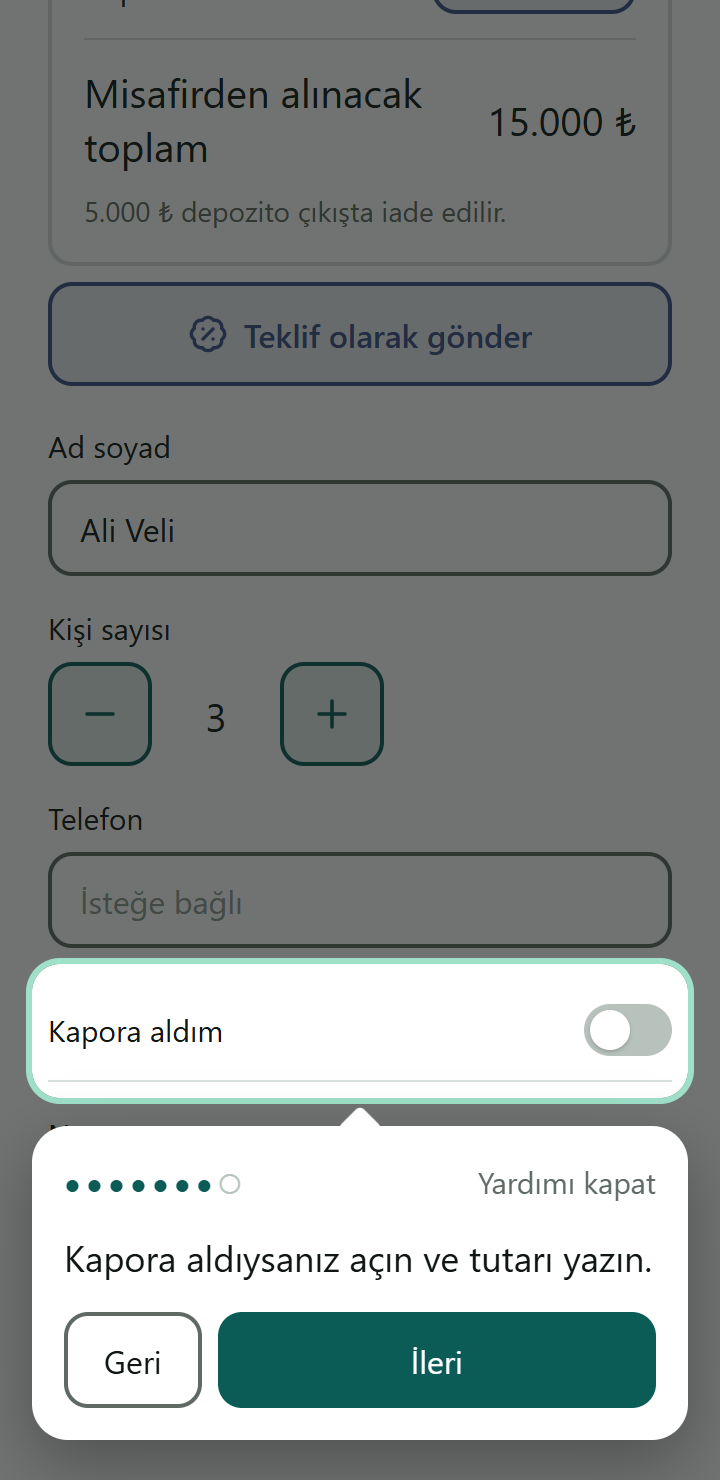 Misafirden alınacak
toplam
15.000 ₺
5.000 ₺ depozito çıkışta iade edilir.
Teklif olarak gönder
Ad soyad
Ali Veli
Kişi sayısı
3
Telefon
İsteğe bağlı
Kapora aldım
Yardımı kapat
Kapora aldıysanız açın ve tutarı yazın.
Geri
İleri